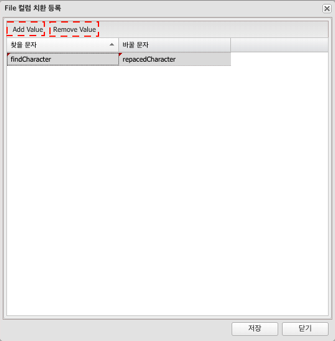 File 컬럼 치환 등록
Add Value Remove Value
찾을 문자 바꿀 문자
findCharacter repacedCharacter
저장 닫기